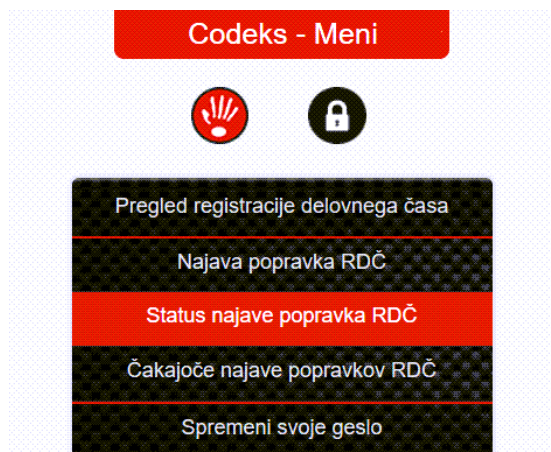 Codeks - Meni
Pregled registracije delovnega časa
Najava popravka RDČ
Status najave popravka RDČ
Čakajoče najave popravkov RDČ
Spremeni svoje geslo